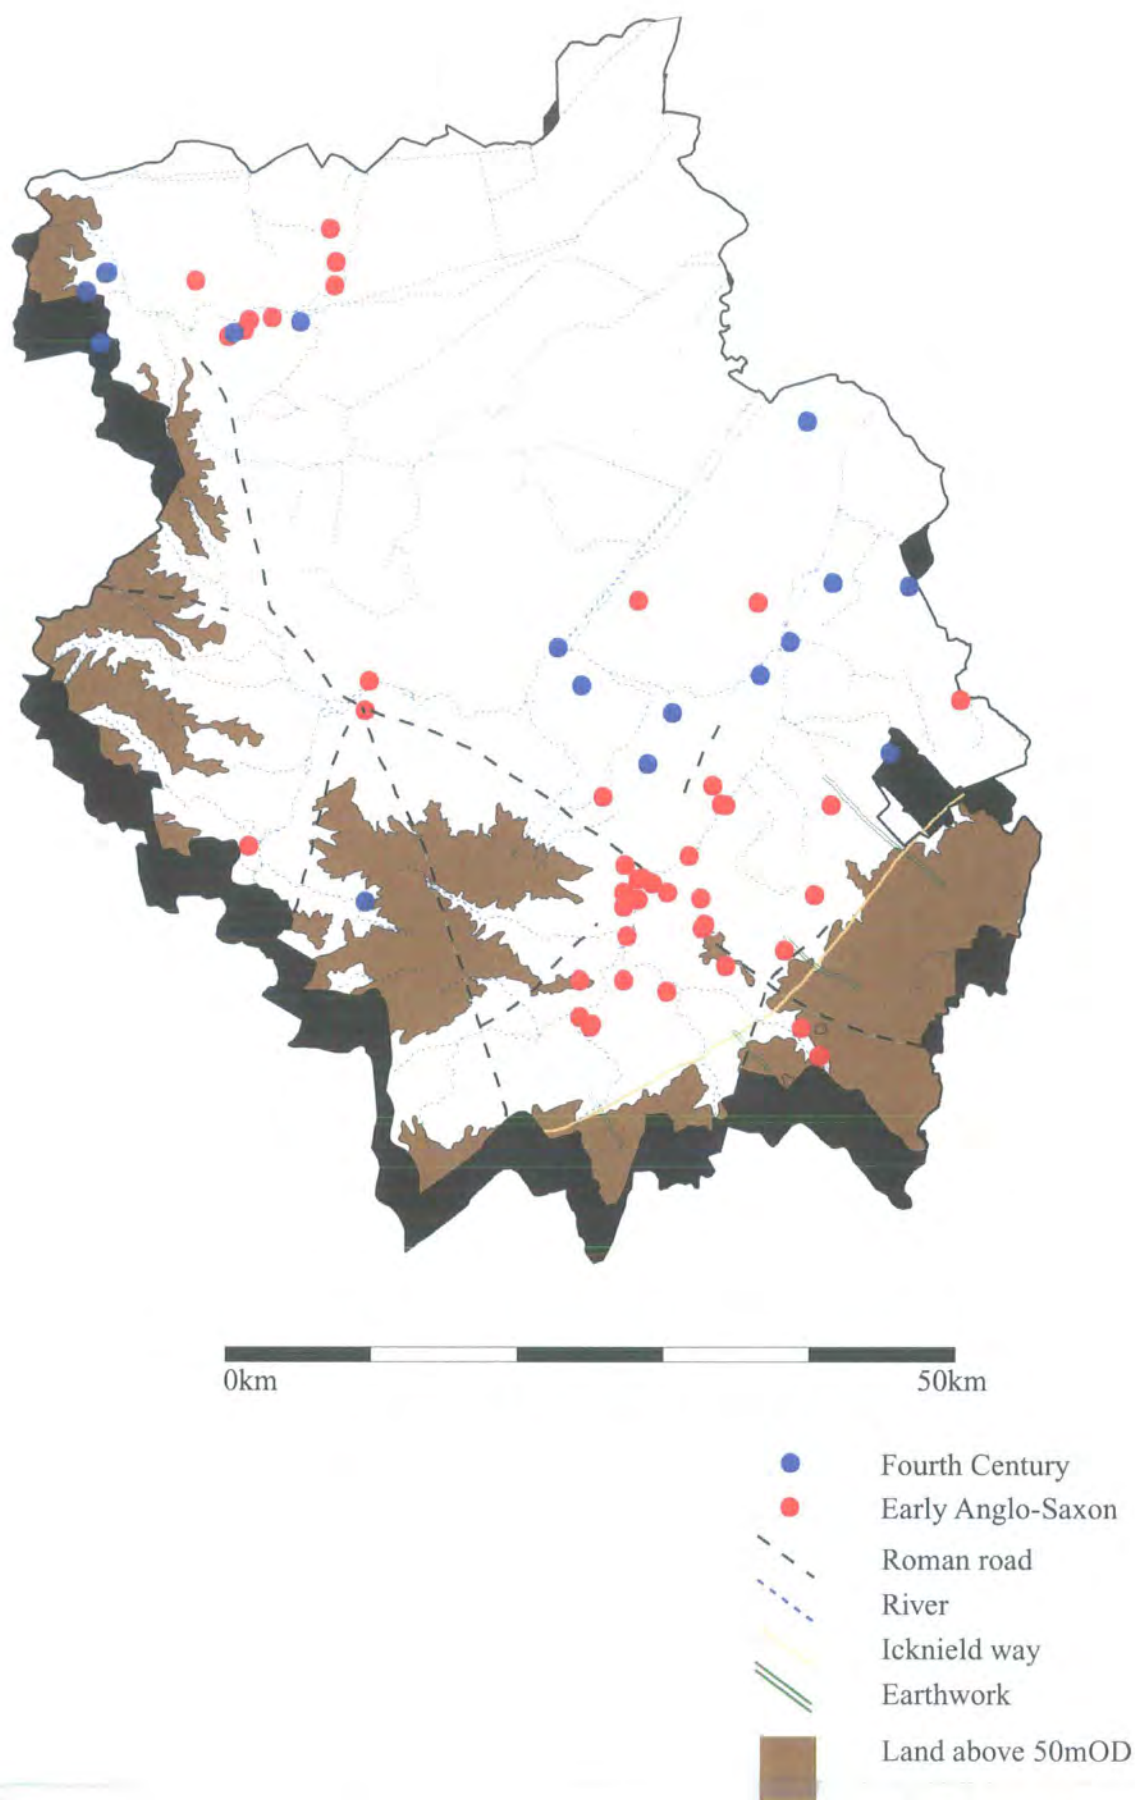 0km 50km
Fourth Century
Early Anglo-Saxon
Roman road
River
Icknield way
Earthwork
Land above 50mOD